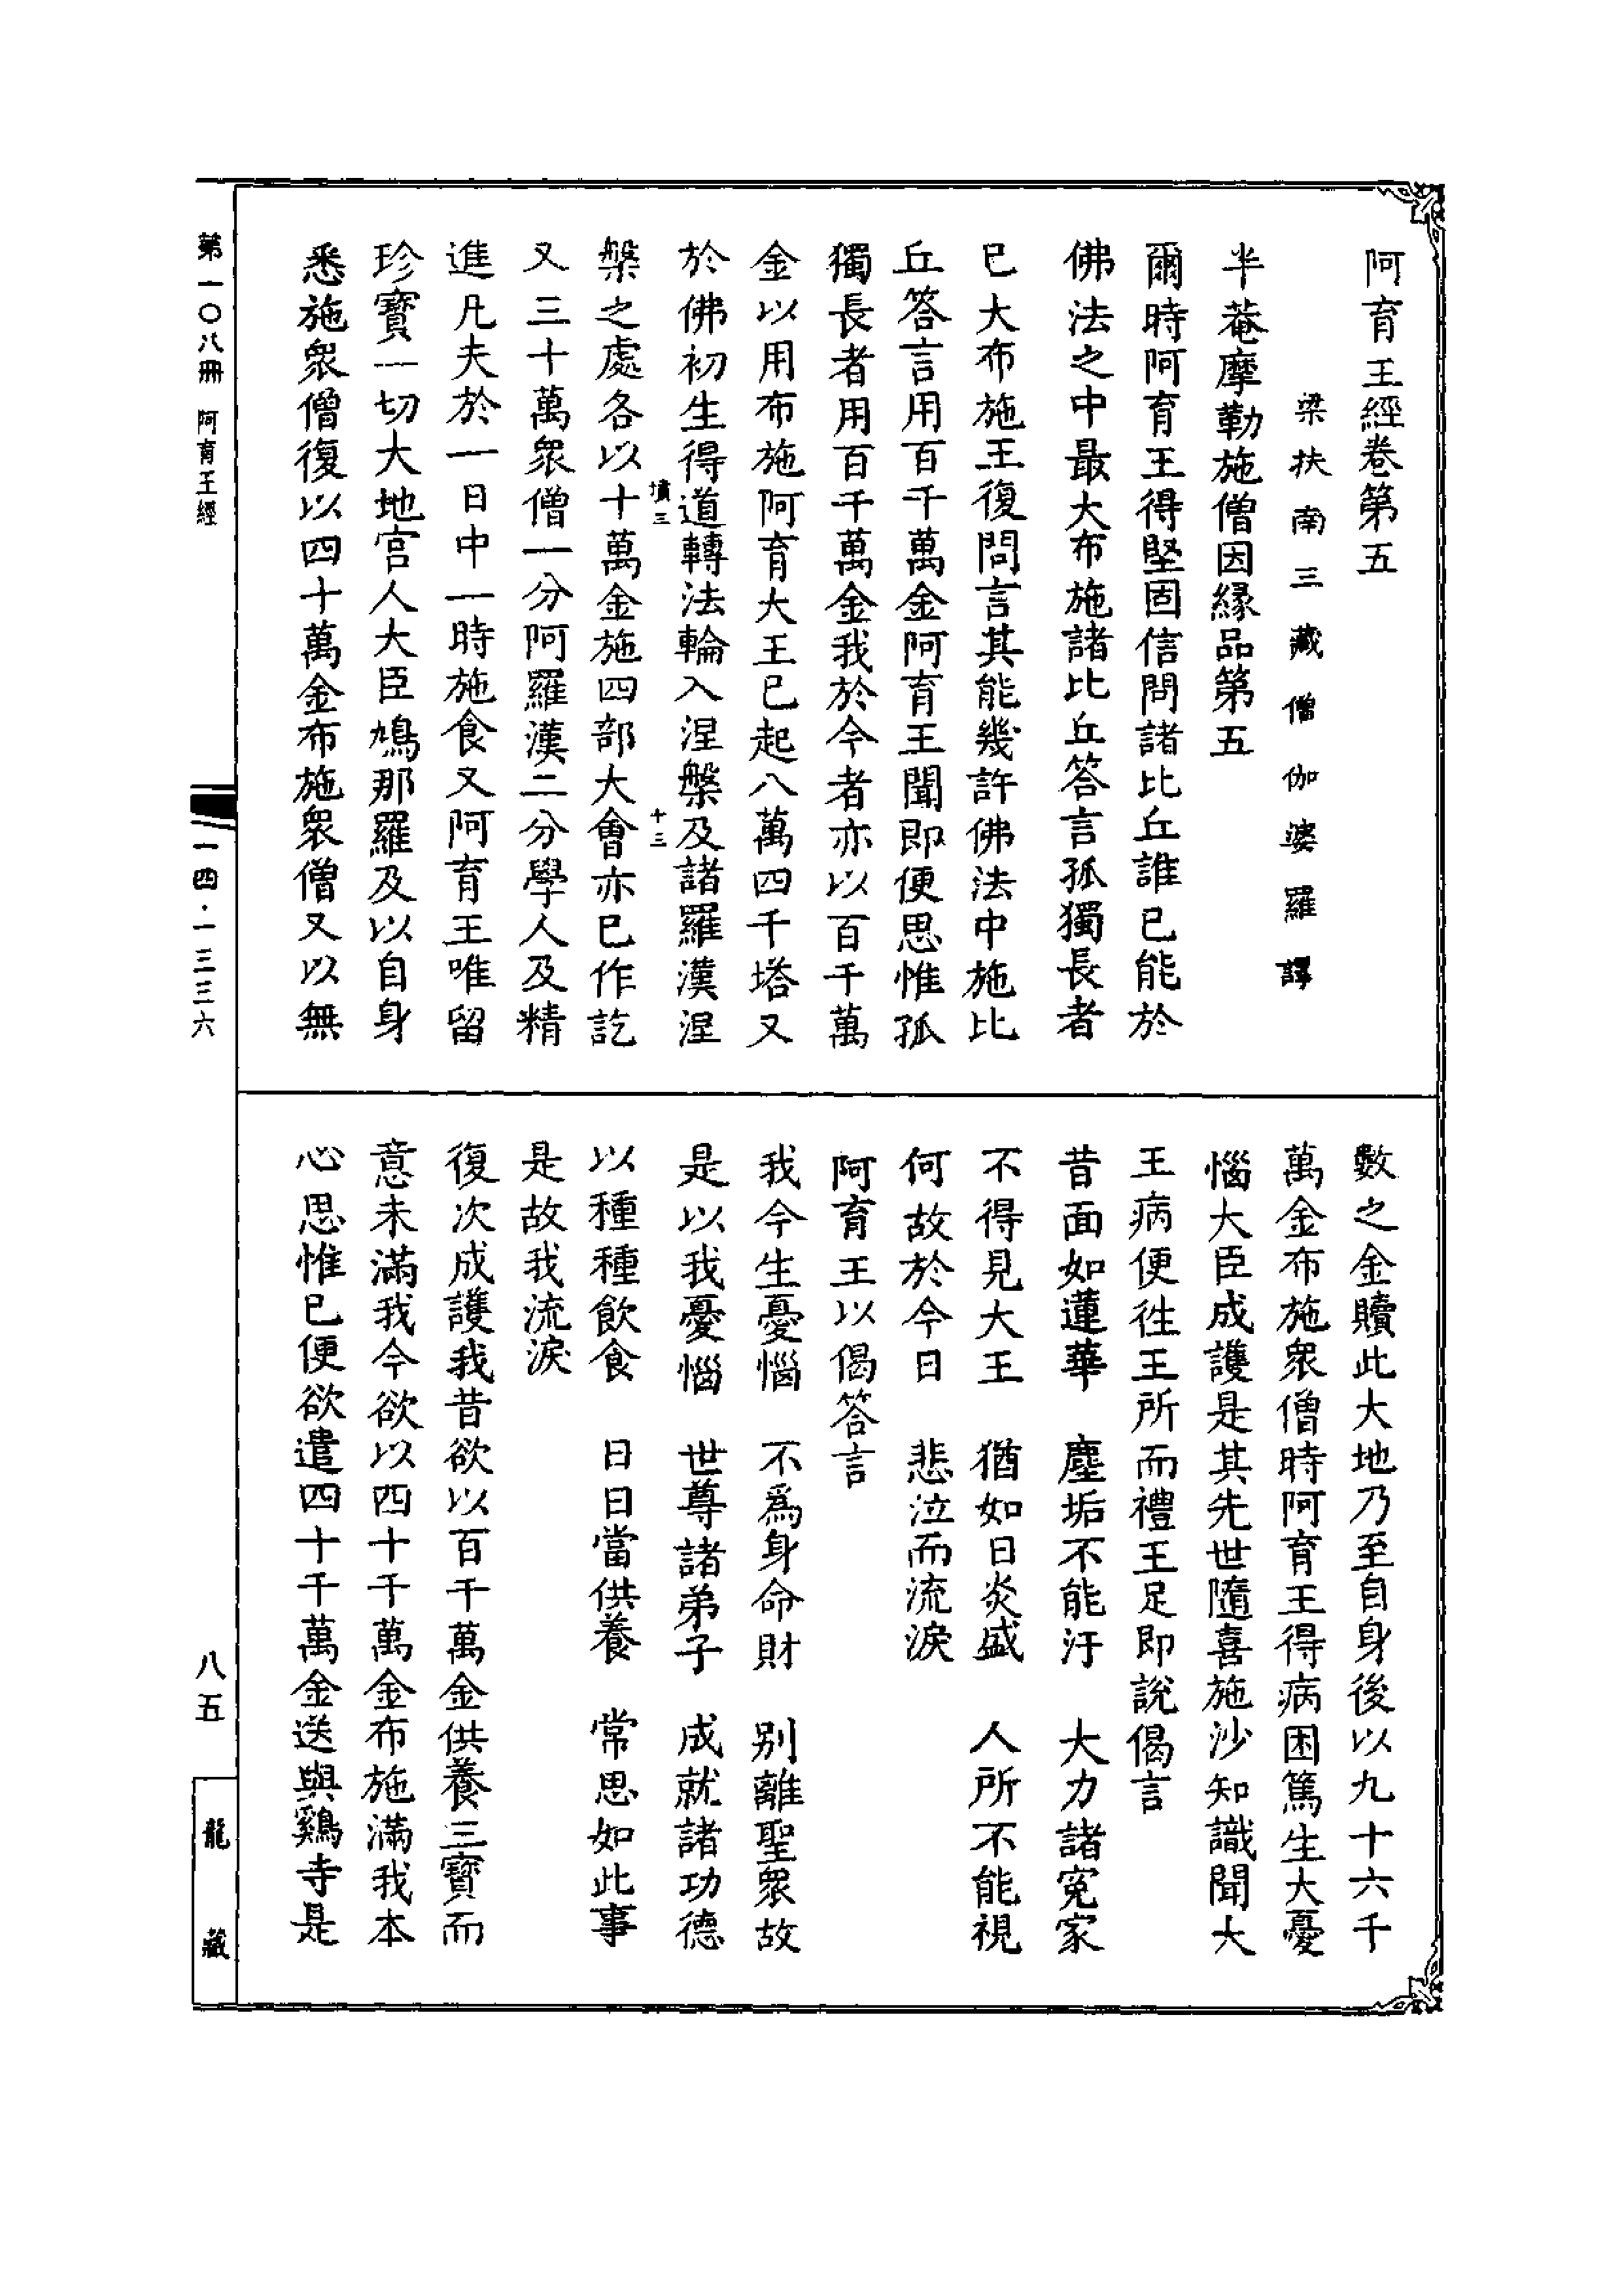 阿育王經卷第五
梁扶南三藏僧伽婆羅譯
半菴摩勒施僧因緣品第五
爾時阿育王得堅固信問諸比丘誰已能於
佛法之中最大布施諸比丘答言孤獨長者
已大布施王復問言其能幾許佛法中施比
丘答言用百千萬金阿育王聞即便思惟孤
獨長者用百千萬金我於今者亦以百千萬
金以用布施阿育大王已起八萬四千塔又
於佛初生得道轉法輪入涅槃及諸羅漢涅
墳三 十三
槃之處各以十萬金施四部大會亦已作訖
又三十萬眾僧一分阿羅漢二分學人及精
進凡夫於一日中一時施食又阿育王唯留
珍寶一切大地宮人大臣鳩那羅及以自身
悉施眾僧復以四十萬金布施眾僧又以無
數之金贖此大地乃至自身後以九十六千
萬金布施眾僧時阿育王得病困篤生大憂
惱大臣成護是其先世隨喜施沙知識聞大
王病便往王所而禮王足即說偈言
昔面如蓮華 塵垢不能汙 大力諸冤家
不得見大王 猶如日炎盛 人所不能視
何故於今日 悲泣而流淚
阿育王以偈答言
我今生憂惱 不爲身命財 別離聖眾故
是以我憂惱 世尊諸弟子 成就諸功德
以種種飲食 日日當供養 常思如此事
是故我流淚
復次成護我昔欲以百千萬金供養三寶而
意未滿我今欲以四十千萬金布施滿我本
心思惟已便欲遣四十千萬金送與鷄寺是
第一〇八冊 阿育王經
一四·一三三六
八五
龍藏